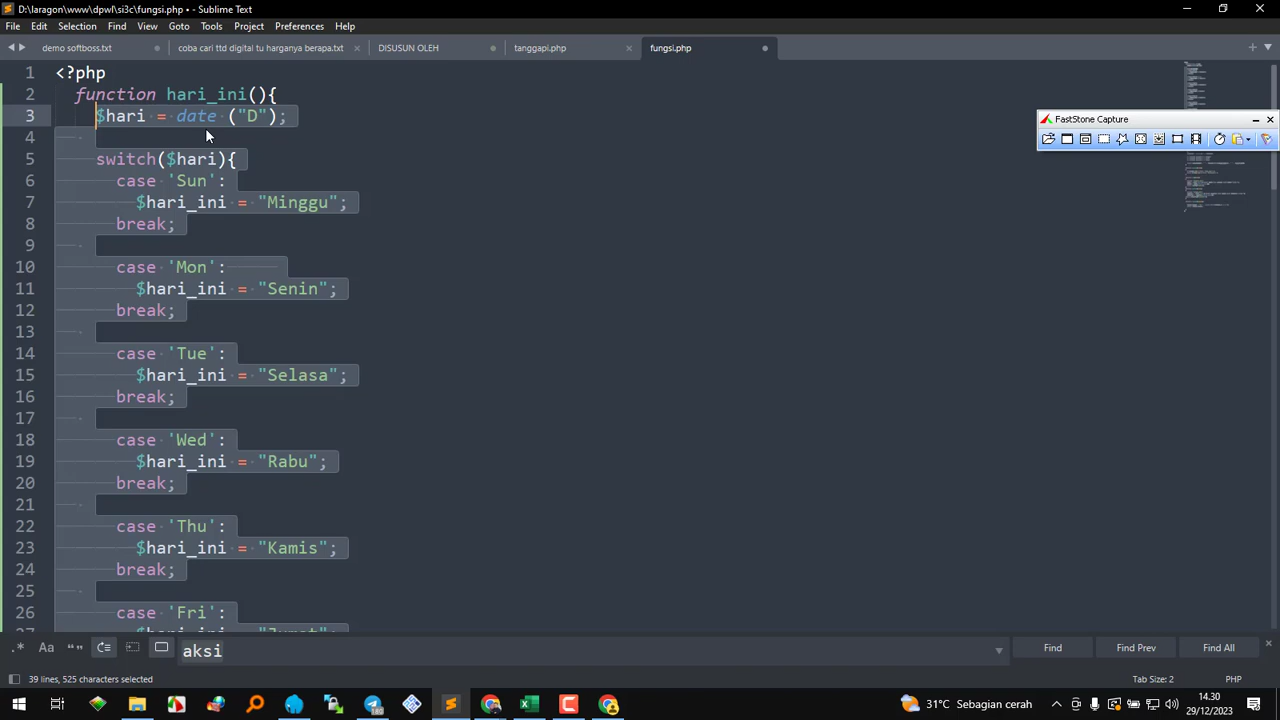 D:\laragon\www\dpwl\si3c\fungsi.php • - Sublime Text
File Edit Selection Find View Goto Tools Project Preferences Help
demo softboss.txt coba cari ttd digital tu harganya berapa.txt DISUSUN OLEH tanggapi.php fungsi.php
1 <?php
2 function hari_ini(){
3 $hari = date ("D");
FastStone Capture
4
5 switch($hari){
6 case 'Sun':
7 $hari_ini = "Minggu";
8 break;
9
10 case 'Mon':
11 $hari_ini = "Senin";
12 break;
13
14 case 'Tue':
15 $hari_ini = "Selasa";
16 break;
17
18 case 'Wed':
19 $hari_ini = "Rabu";
20 break;
21
22 case 'Thu':
23 $hari_ini = "Kamis";
24 break;
25
26 case 'Fri':
27 $hari_ini = "Jumat";
.* Aa “” aksi Find Find Prev Find All
39 lines, 525 characters selected Tab Size: 2 PHP
31°C Sebagian cerah 14.30
29/12/2023